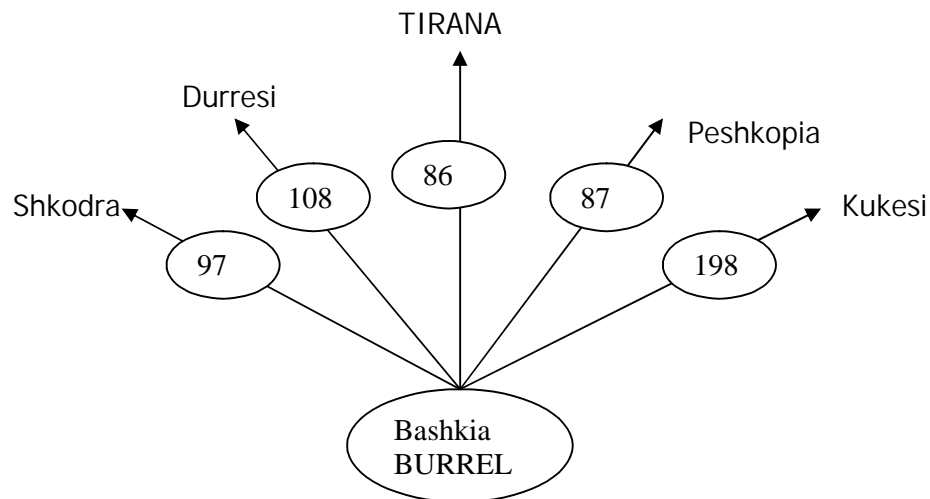 TIRANA
Durresi
Peshkopia
86
108
87
Shkodra
Kukesi
97
198
Bashkia
BURREL